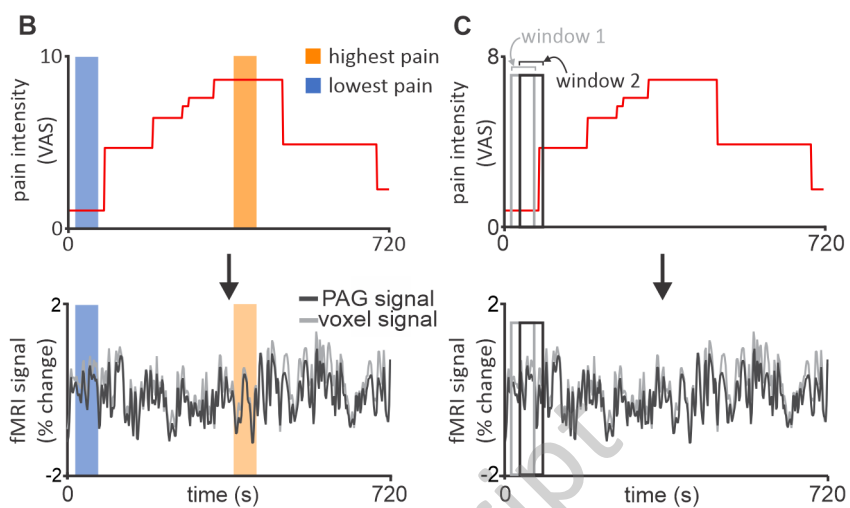 B
10
pain intensity
(VAS)
0
0
720
highest pain
lowest pain
2
fMRI signal
(% change)
-2
0
time (s)
720
PAG signal
voxel signal
C
8
pain intensity
(VAS)
0
0
720
window 1
window 2
2
fMRI signal
(% change)
-2
0
time (s)
720
ript